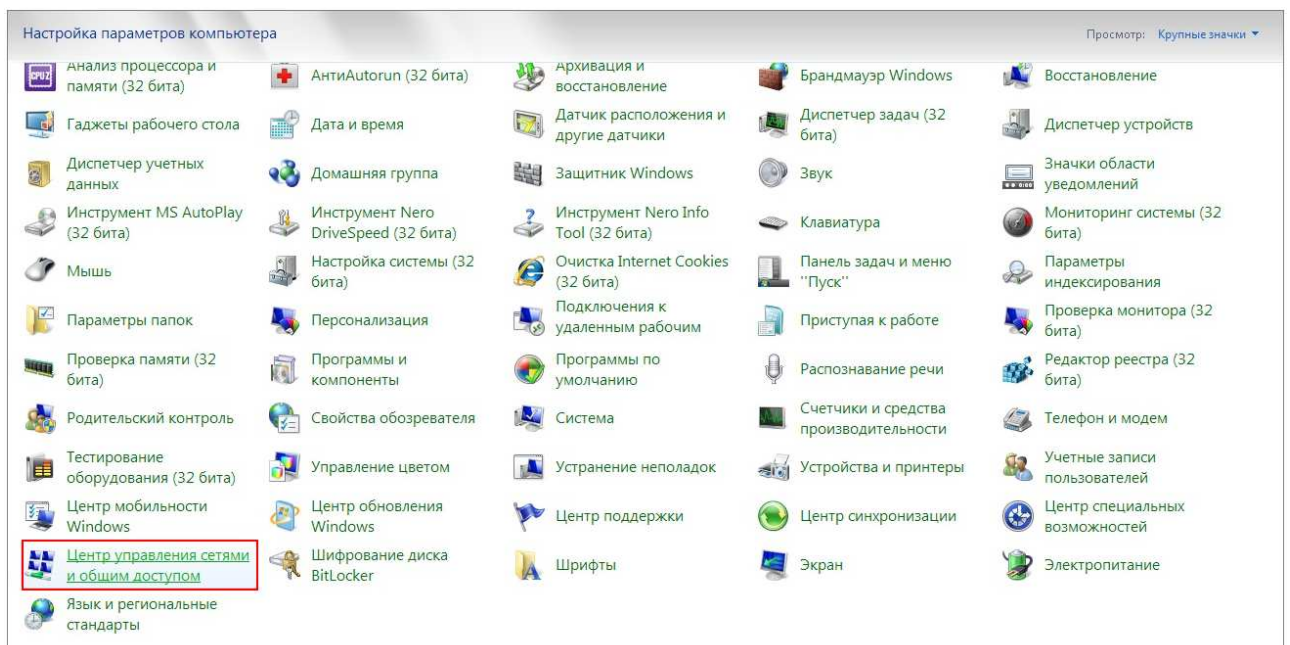 Настройка параметров компьютера
Просмотр: Крупные значки
Анализ процессора и
памяти (32 бита)
АнтиAutorun (32 бита)
Архивация и
восстановление
Брандмауэр Windows
Восстановление
Гаджеты рабочего стола
Дата и время
Датчик расположения и
другие датчики
Диспетчер задач (32
бита)
Диспетчер устройств
Диспетчер учетных
данных
Домашняя группа
Защитник Windows
Звук
Значки области
уведомлений
Инструмент MS AutoPlay
(32 бита)
Инструмент Nero
DriveSpeed (32 бита)
Инструмент Nero Info
Tool (32 бита)
Клавиатура
Мониторинг системы (32
бита)
Мышь
Настройка системы (32
бита)
Очистка Internet Cookies
(32 бита)
Панель задач и меню
''Пуск''
Параметры
индексирования
Параметры папок
Персонализация
Подключения к
удаленным рабочим
Приступая к работе
Проверка монитора (32
бита)
Проверка памяти (32
бита)
Программы и
компоненты
Программы по
умолчанию
Распознавание речи
Редактор реестра (32
бита)
Родительский контроль
Свойства обозревателя
Система
Счетчики и средства
производительности
Телефон и модем
Тестирование
оборудования (32 бита)
Управление цветом
Устранение неполадок
Устройства и принтеры
Учетные записи
пользователей
Центр мобильности
Windows
Центр обновления
Windows
Центр поддержки
Центр синхронизации
Центр специальных
возможностей
Центр управления сетями
и общим доступом
Шифрование диска
BitLocker
Шрифты
Экран
Электропитание
Язык и региональные
стандарты